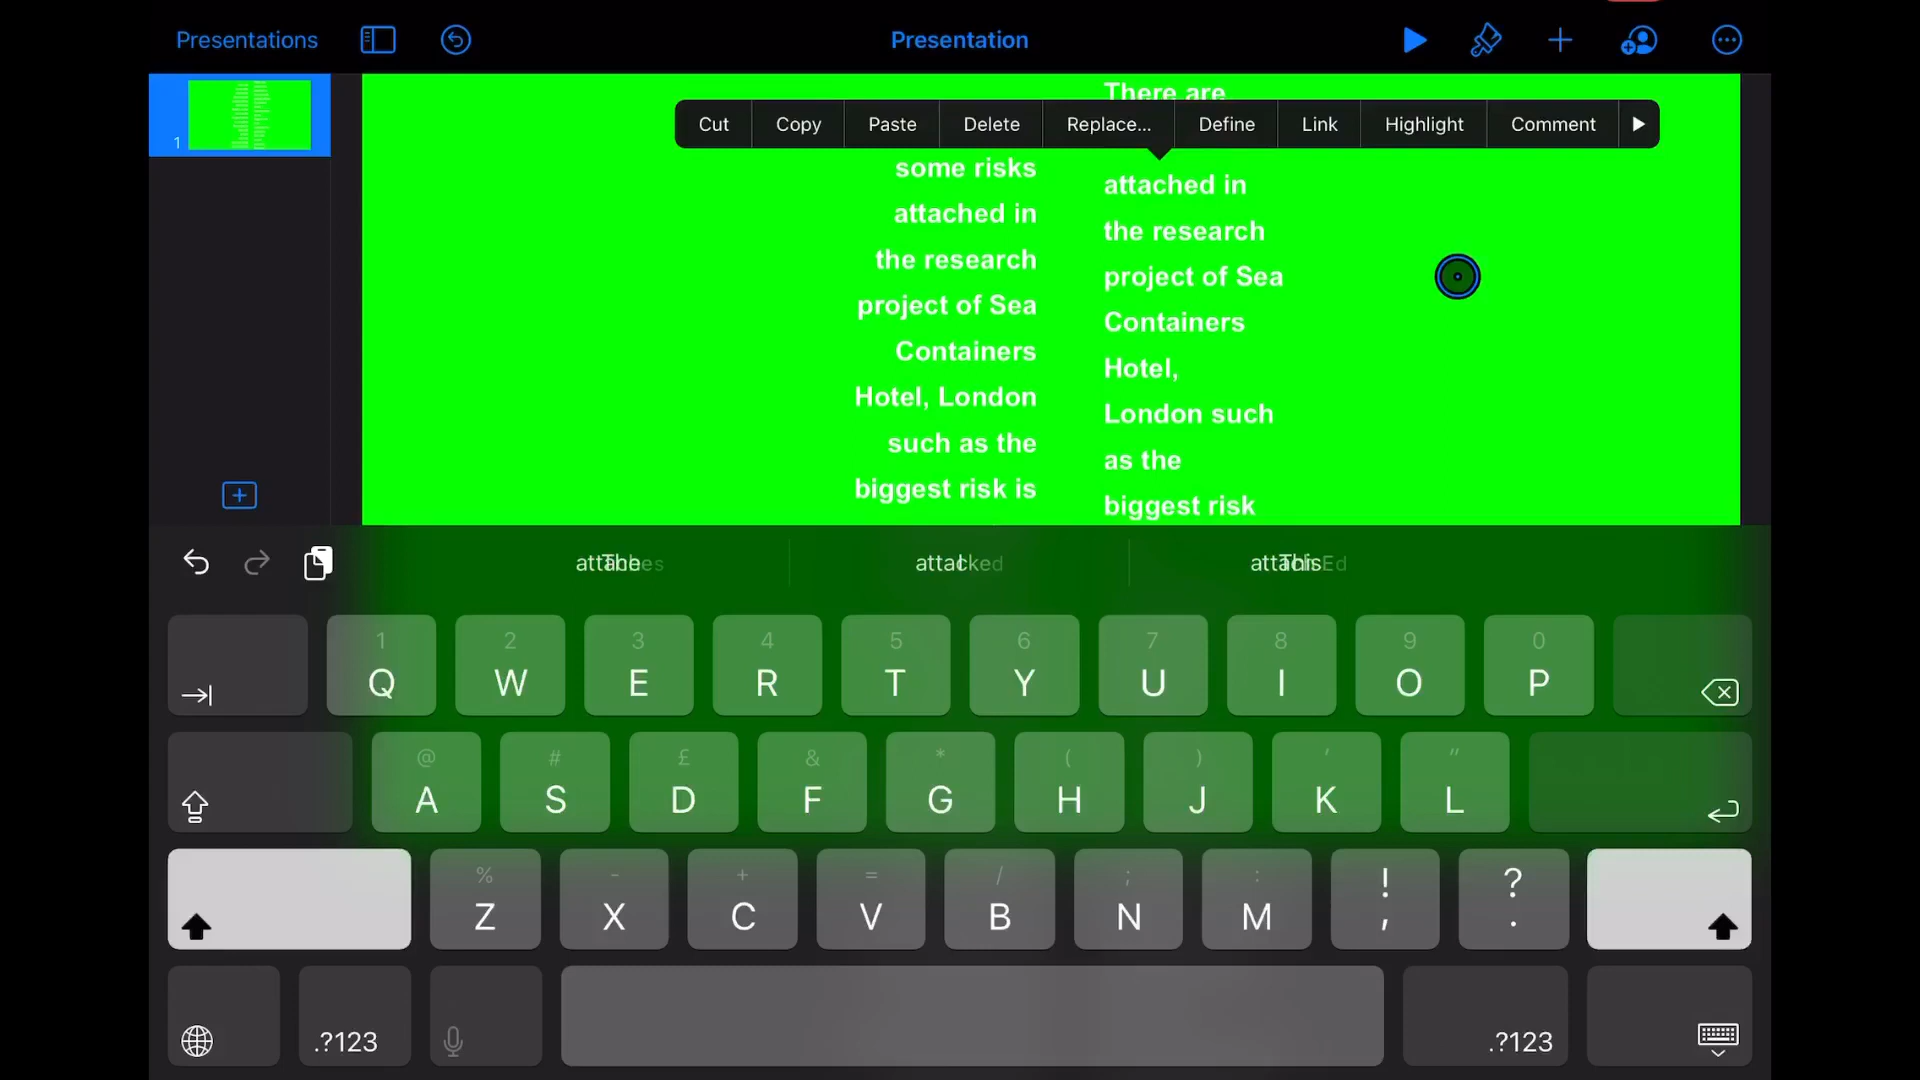 Presentations
Presentation
1
There are
Cut Copy Paste Delete Replace... Define Link Highlight Comment
some risks
attached in
the research
project of Sea
Containers
Hotel, London
such as the
biggest risk is
attached in
the research
project of Sea
Containers
Hotel,
London such
as the
biggest risk
The
attacked
This
1 2 3 4 5 6 7 8 9 0
Q W E R T Y U I O P
@ # £ & * ( ) ' "
A S D F G H J K L
% - + = / ; : ! ?
Z X C V B N M , .
.?123 .?123